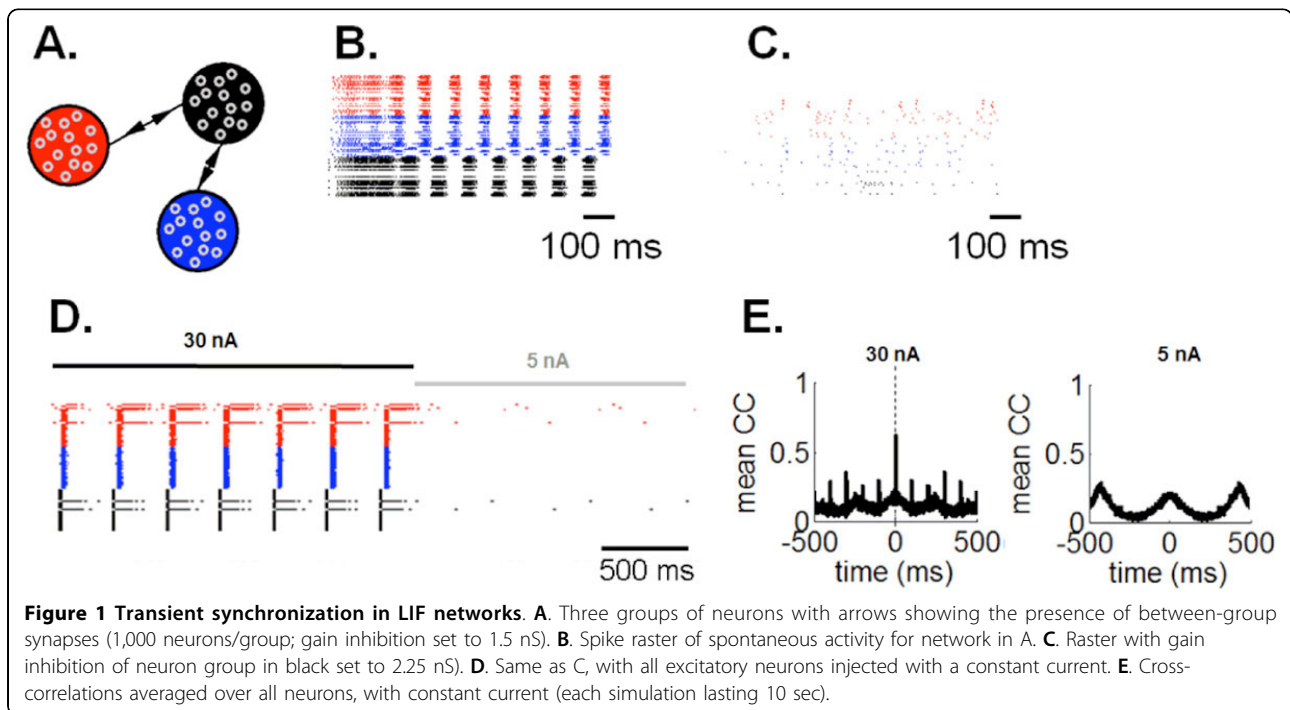 A.
B.
C.
100 ms
100 ms
D.
30 nA
5 nA
500 ms
E.
30 nA
mean CC
1
0.5
0
-500
0
500
time (ms)
5 nA
mean CC
1
0.5
0
-500
0
500
time (ms)
Figure 1 Transient synchronization in LIF networks. A. Three groups of neurons with arrows showing the presence of between-group
synapses (1,000 neurons/group; gain inhibition set to 1.5 nS). B. Spike raster of spontaneous activity for network in A. C. Raster with gain
inhibition of neuron group in black set to 2.25 nS). D. Same as C, with all excitatory neurons injected with a constant current. E. Cross-
correlations averaged over all neurons, with constant current (each simulation lasting 10 sec).